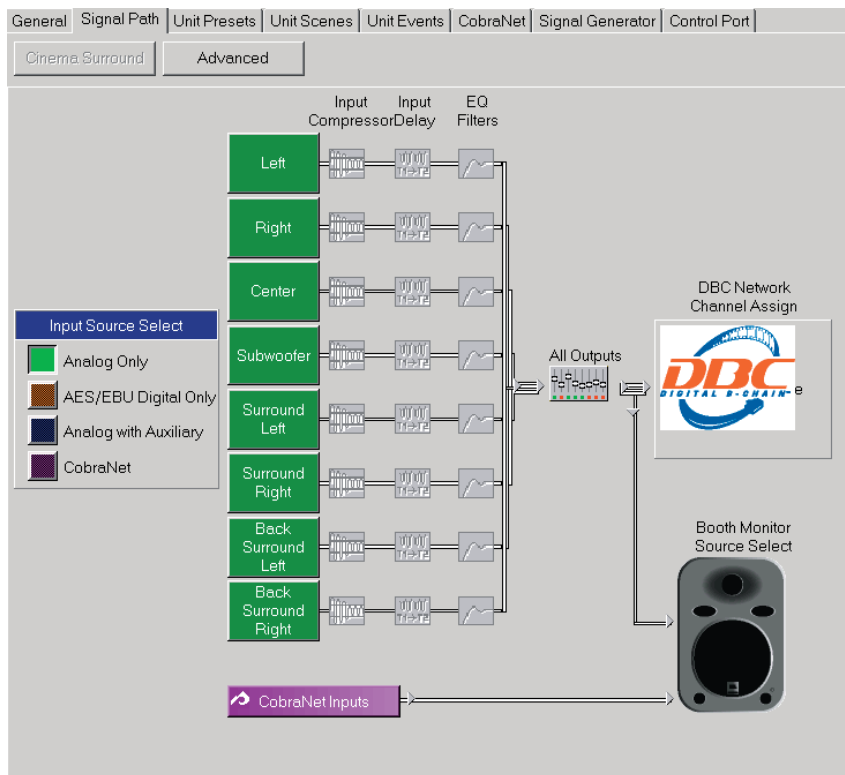 General Signal Path Unit Presets Unit Scenes Unit Events CobraNet Signal Generator Control Port
Cinema Surround Advanced
Input Compressor
Input Delay
EQ Filters
Left
Right
Center
Subwoofer
Surround
Left
Surround
Right
Back
Surround
Left
Back
Surround
Right
Input Source Select
Analog Only
AES/EBU Digital Only
Analog with Auxiliary
CobraNet
All Outputs
DBC Network
Channel Assign
DBC
DIGITAL B-CHAIN
e
Booth Monitor
Source Select
CobraNet Inputs